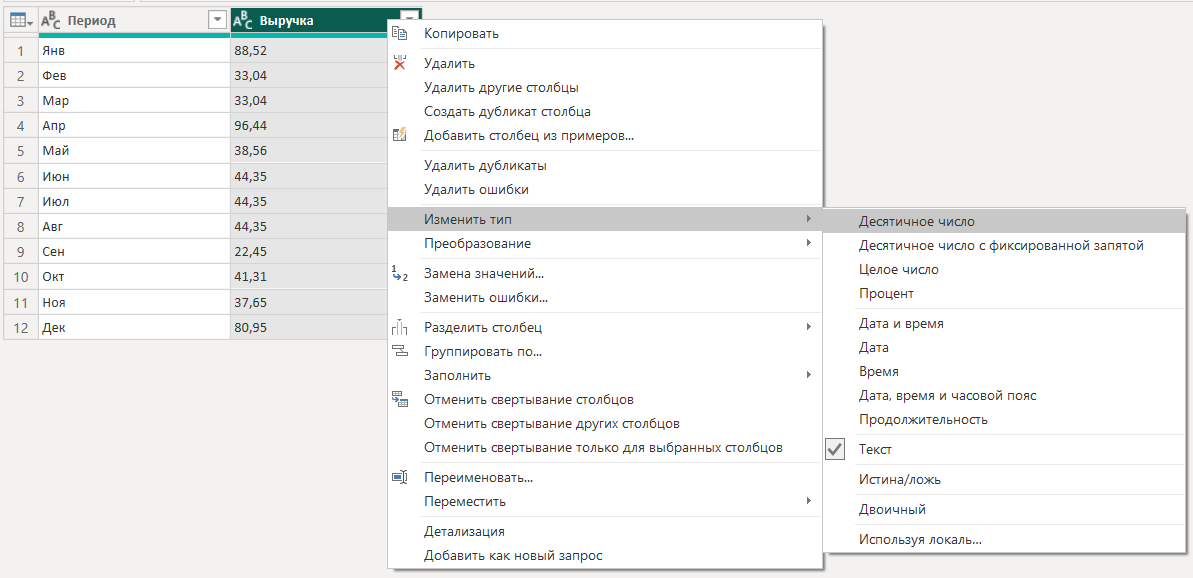 Период Выручка
1 Янв 88,52
2 Фев 33,04
3 Мар 33,04
4 Апр 96,44
5 Май 38,56
6 Июн 44,35
7 Июл 44,35
8 Авг 44,35
9 Сен 22,45
10 Окт 41,31
11 Ноя 37,65
12 Дек 80,95
Копировать
Удалить
Удалить другие столбцы
Создать дубликат столбца
Добавить столбец из примеров...
Удалить дубликаты
Удалить ошибки
Изменить тип
Преобразование
Замена значений...
Заменить ошибки...
Разделить столбец
Группировать по...
Заполнить
Отменить свертывание столбцов
Отменить свертывание других столбцов
Отменить свертывание только для выбранных столбцов
Переименовать...
Переместить
Детализация
Добавить как новый запрос
Десятичное число
Десятичное число с фиксированной запятой
Целое число
Процент
Дата и время
Дата
Время
Дата, время и часовой пояс
Продолжительность
Текст
Истина/ложь
Двоичный
Используя локаль...